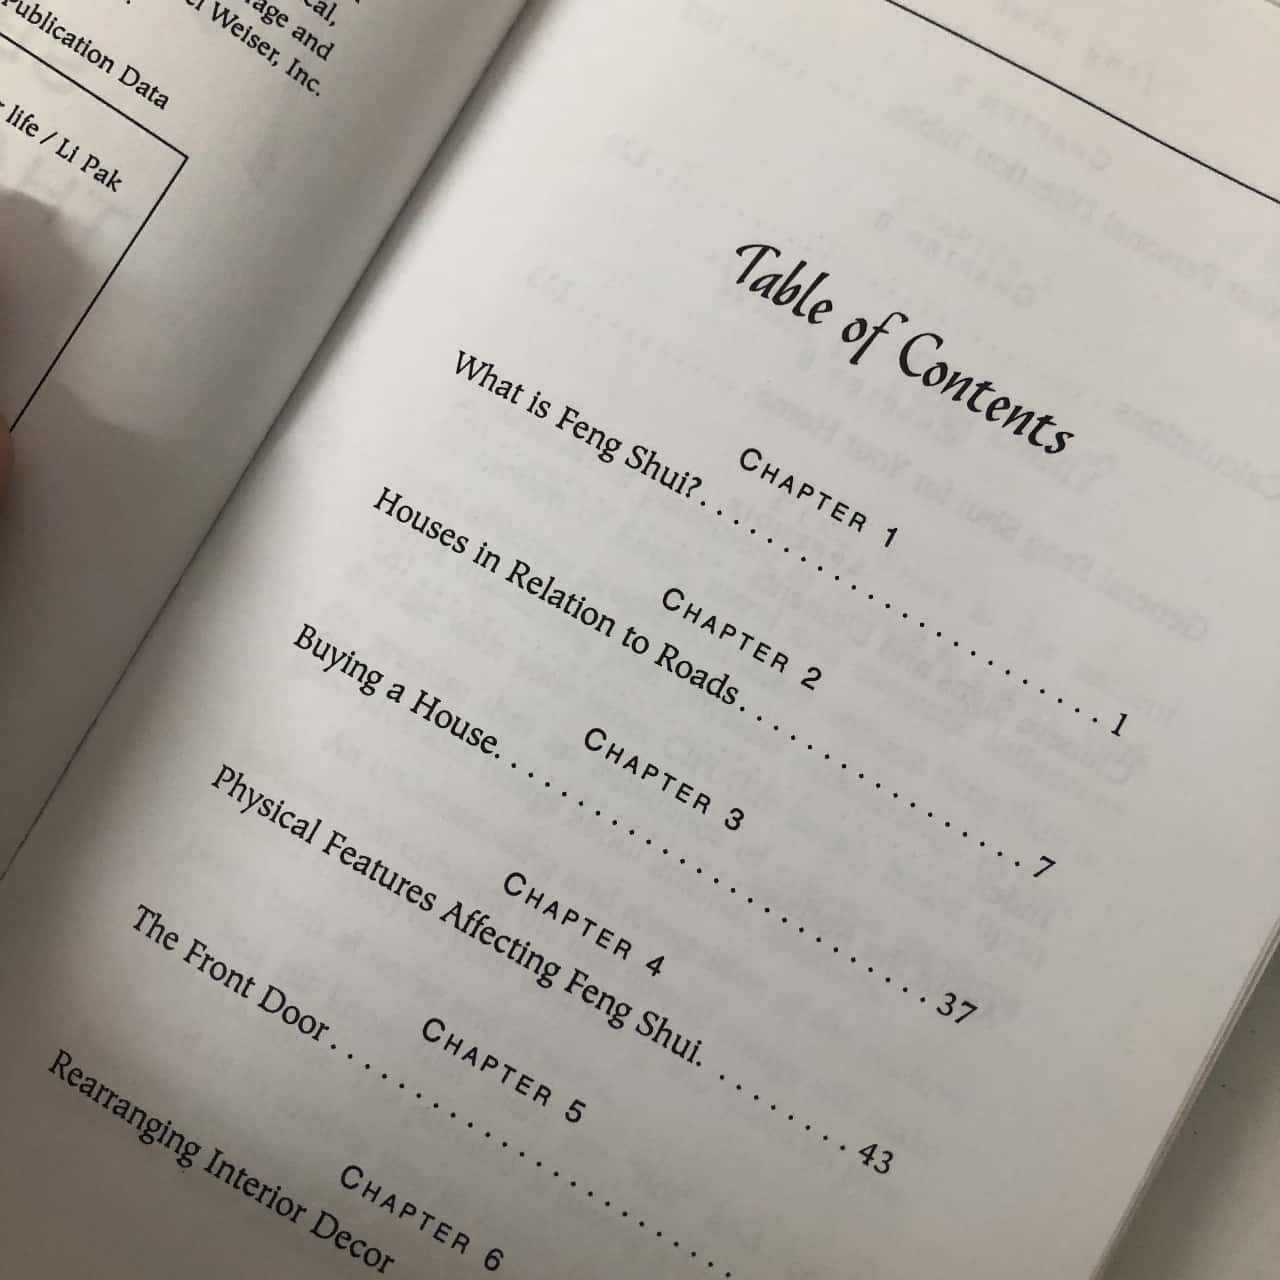 and
Weiser, Inc.
Publication Data
life / Li Pak
Table of Contents
CHAPTER 1
What is Feng Shui? . . . . . . . . . . . . . . . . . . . . . . . . . 1
CHAPTER 2
Houses in Relation to Roads. . . . . . . . . . . . . . . . . . 7
CHAPTER 3
Buying a House. . . . . . . . . . . . . . . . . . . . . . . . . . . 37
CHAPTER 4
Physical Features Affecting Feng Shui. . . . . . . . . . 43
CHAPTER 5
The Front Door. . . . . . . . . . . . . . . . . . . . . . . . .
CHAPTER 6
Rearranging Interior Decor